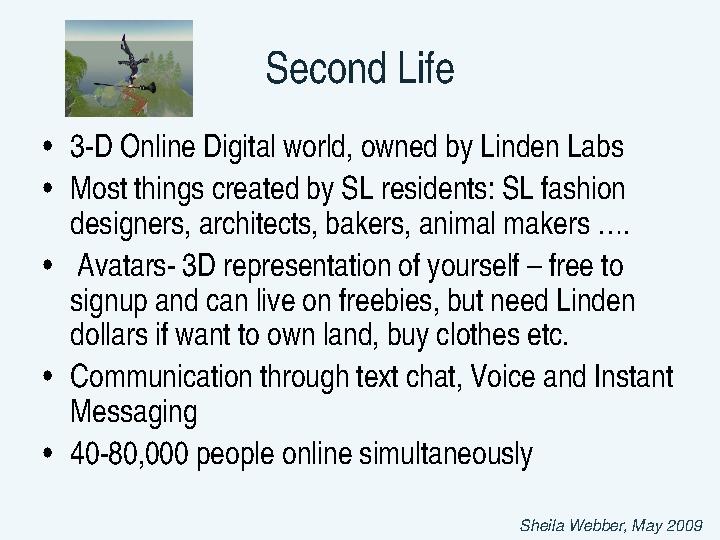 Second Life
• 3-D Online Digital world, owned by Linden Labs
• Most things created by SL residents: SL fashion
designers, architects, bakers, animal makers ….
• Avatars- 3D representation of yourself – free to
signup and can live on freebies, but need Linden
dollars if want to own land, buy clothes etc.
• Communication through text chat, Voice and Instant
Messaging
• 40-80,000 people online simultaneously
Sheila Webber, May 2009